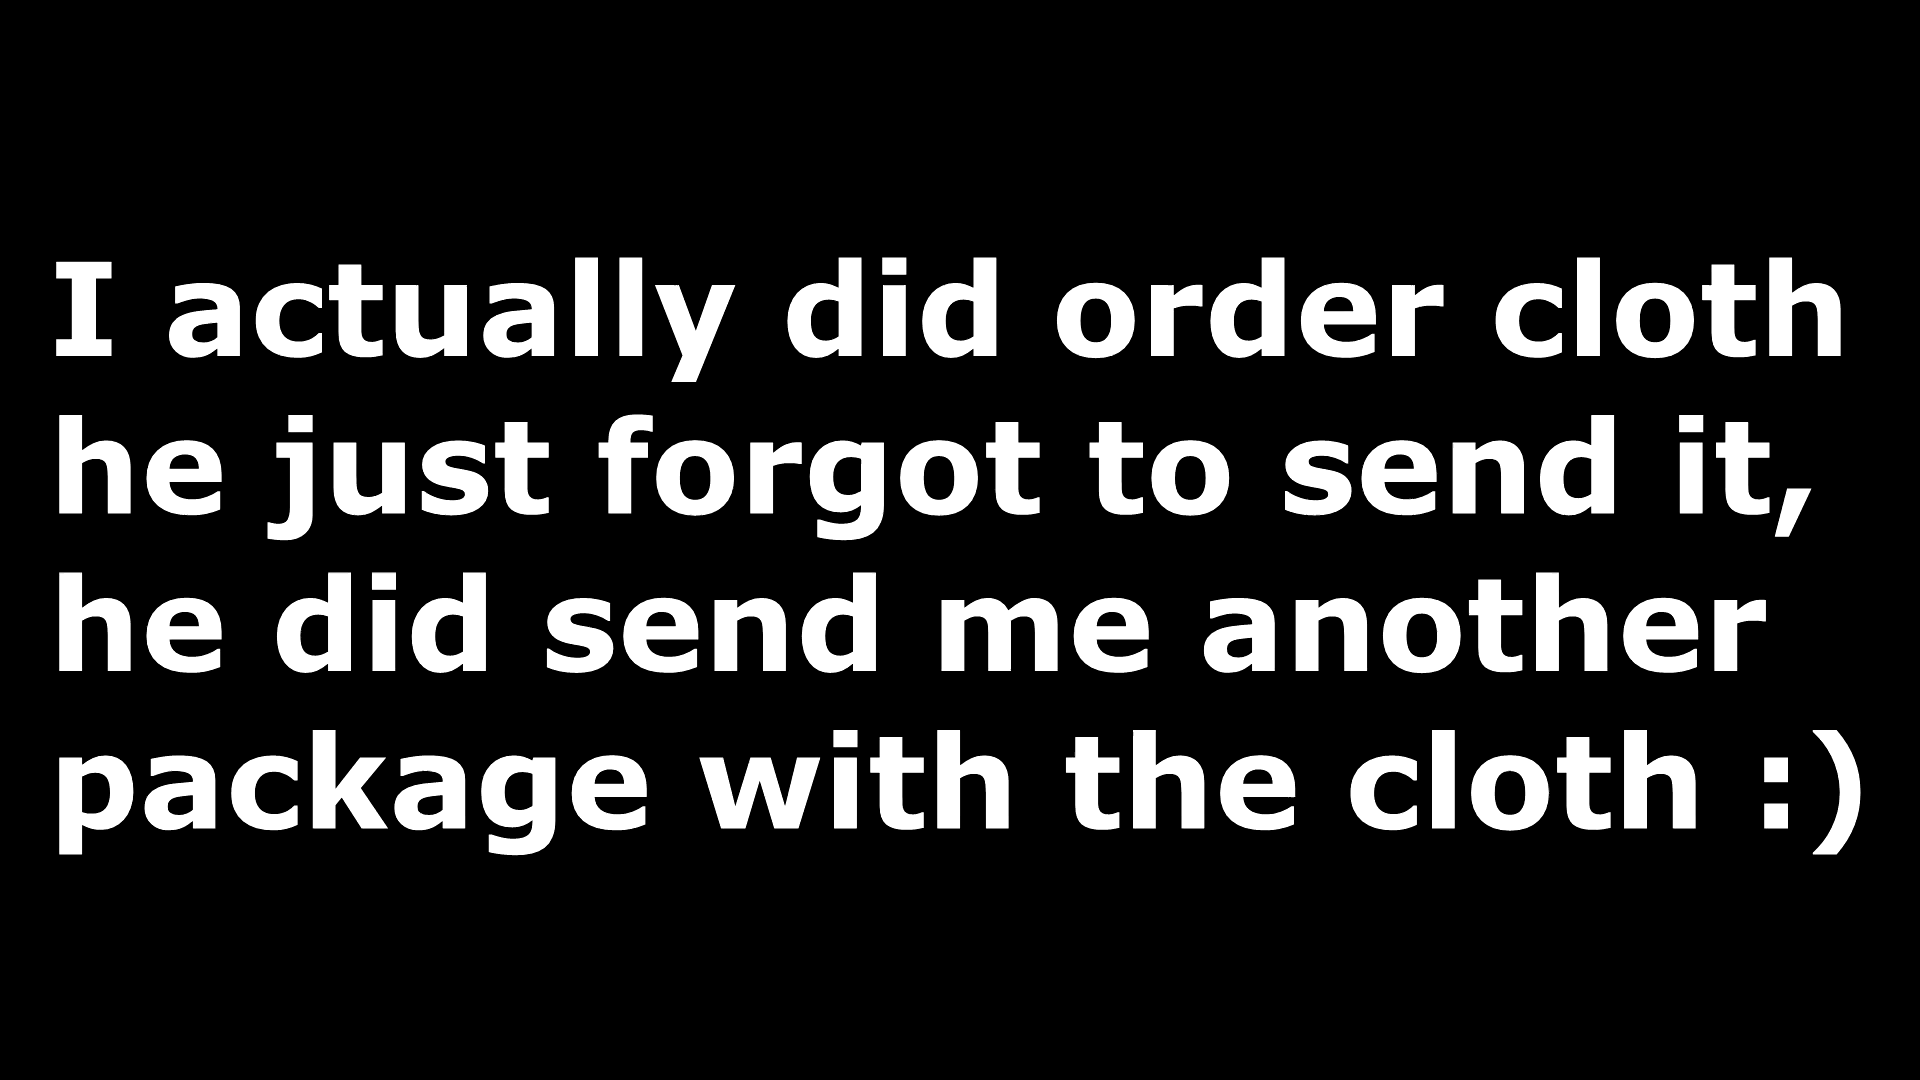 I actually did order cloth
he just forgot to send it,
he did send me another
package with the cloth :)